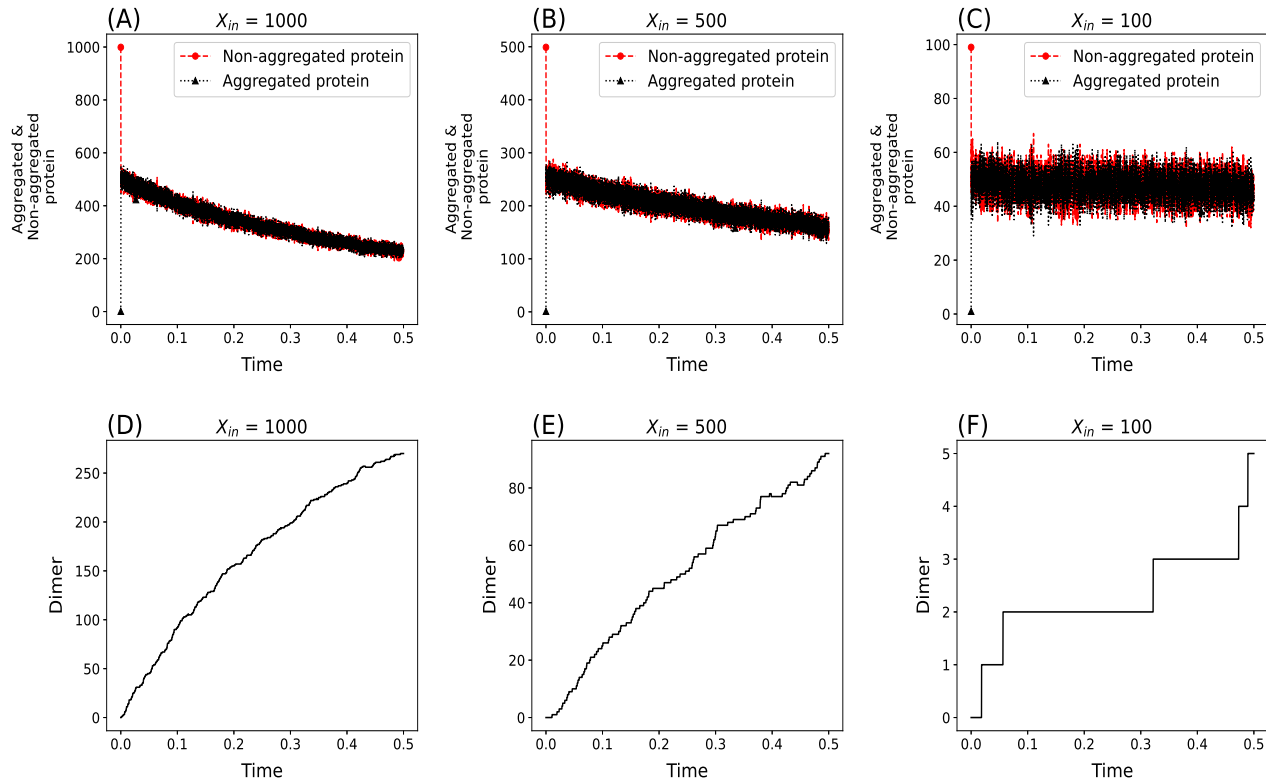 (A)
X_in = 1000
Aggregated &
Non-aggregated
protein
1000
800
600
400
200
0
Non-aggregated protein
Aggregated protein
0.0 0.1 0.2 0.3 0.4 0.5
Time
(B)
X_in = 500
Aggregated &
Non-aggregated
protein
500
400
300
200
100
0
Non-aggregated protein
Aggregated protein
0.0 0.1 0.2 0.3 0.4 0.5
Time
(C)
X_in = 100
Aggregated &
Non-aggregated
protein
100
80
60
40
20
0
Non-aggregated protein
Aggregated protein
0.0 0.1 0.2 0.3 0.4 0.5
Time
(D)
X_in = 1000
Dimer
250
200
150
100
50
0
0.0 0.1 0.2 0.3 0.4 0.5
Time
(E)
X_in = 500
Dimer
80
60
40
20
0
0.0 0.1 0.2 0.3 0.4 0.5
Time
(F)
X_in = 100
Dimer
5
4
3
2
1
0
0.0 0.1 0.2 0.3 0.4 0.5
Time